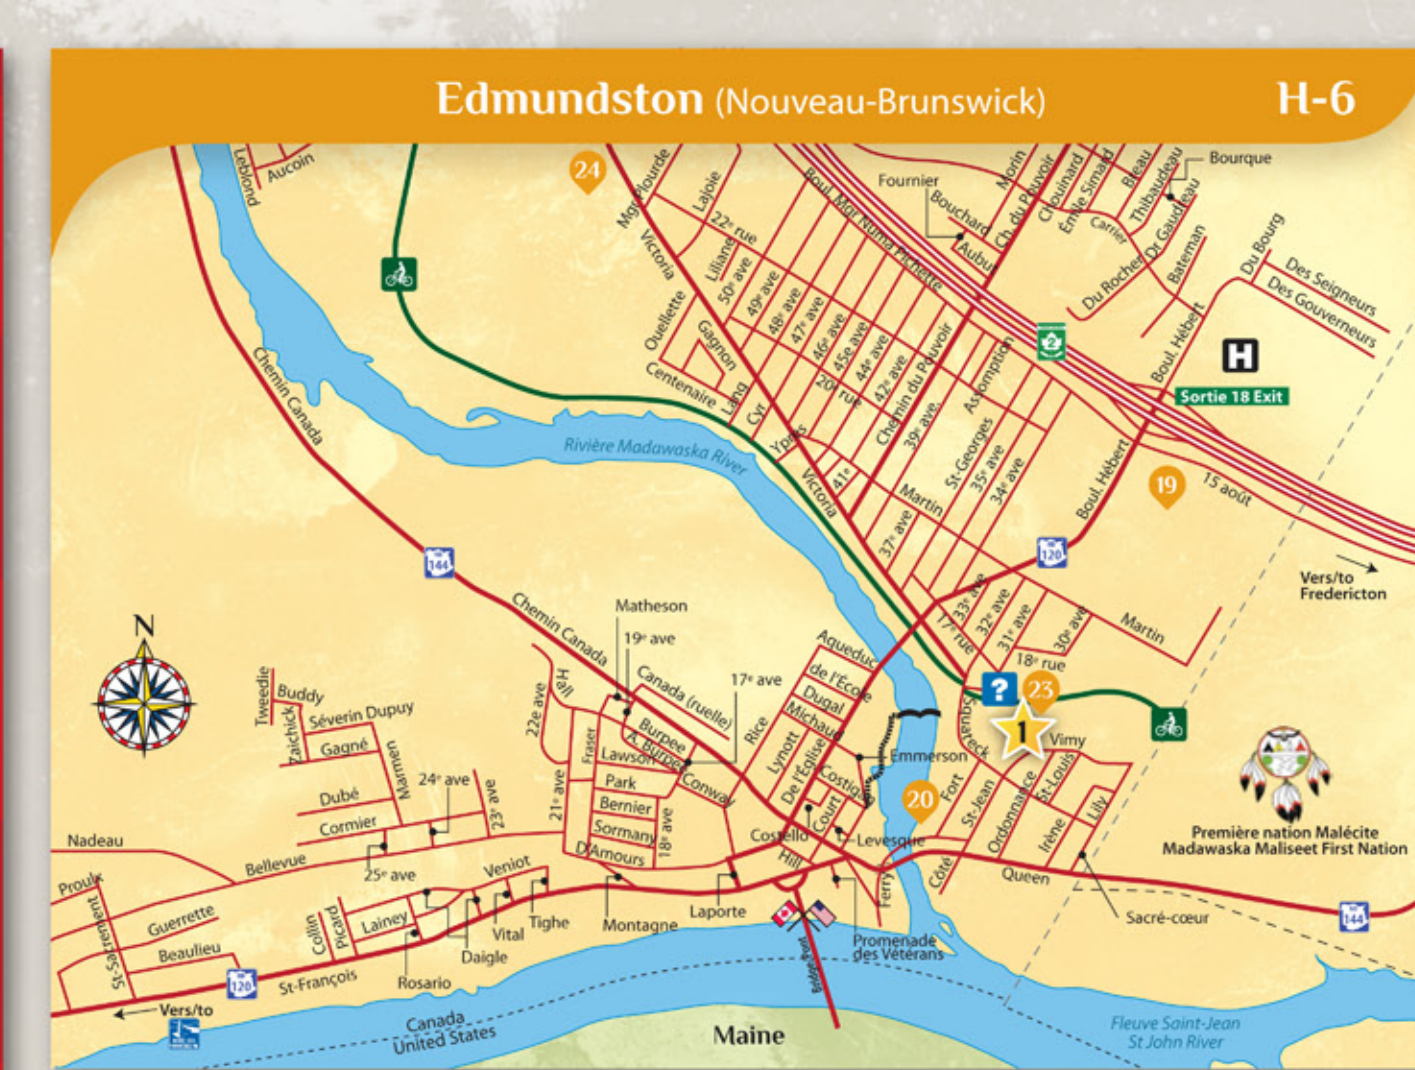 Edmundston (Nouveau-Brunswick)
H-6
Leblond
Aucoin
24
Mgr Plourde
Lajoie
22e rue
Victoria
Liliane
50e ave
49e ave
48e ave
47e ave
46e ave
45e ave
44e ave
42e ave
20e rue
Boul. Mgr Numa Pichette
Fournier
Bouchard
Aubut
Morin
Ch. du Pouvoir
Chouinard
Émile Simard
Bleau
Thibaudeau
Bourque
Carrier
Dr Gaudreau
Du Rocher
Bateman
Du Bourg
Des Seigneurs
Des Gouverneurs
Boul. Hébert
H
Sortie 18 Exit
2
Ouellette
Gagnon
Centenaire
Lang
Cyr
Ypres
Chemin du Pouvoir
39e ave.
Assomption
St-Georges
35e ave
34e ave
Boul. Hébert
19
15 août
Chemin Canada
Rivière Madawaska River
Victoria
41e
Martin
37e ave
120
Vers/to
Fredericton
144
N
Chemin Canada
Matheson
19e ave
Canada (ruelle)
17e ave
Aqueduc
de l'École
Dugal
Michaud
33e ave
32e ave
31e ave
30e ave
17e rue
18e rue
Martin
?
23
1
Squateck
Vimy
Tweedie
Buddy
Zaichick
Séverin Dupuy
Gagné
Marmen
Dubé
Cormier
24e ave
23e ave
25e ave
Hall
22e ave
21e ave
Fraser
Burpee
A. Burpee
Lawson
Park
Bernier
Sormany
18e ave
D'Amours
Conway
Rice
Lynott
De l'Église
Costigan
Court
Costello
Levesque
Emmerson
20
Fort
St-Jean
Ordonnance
St-Louis
Irène
Lily
Première nation Malécite
Madawaska Maliseet First Nation
Nadeau
Bellevue
Veniot
Proulx
St-Sacrement
Guerrette
Beaulieu
Collin
Picard
Lainey
Rosario
Daigle
Vital
Tighe
Montagne
Laporte
Hill
Ferry
Côté
Queen
Sacré-cœur
144
Promenade
des Vétérans
120
St-François
Vers/to
Canada
United States
Maine
Fleuve Saint-Jean
St John River